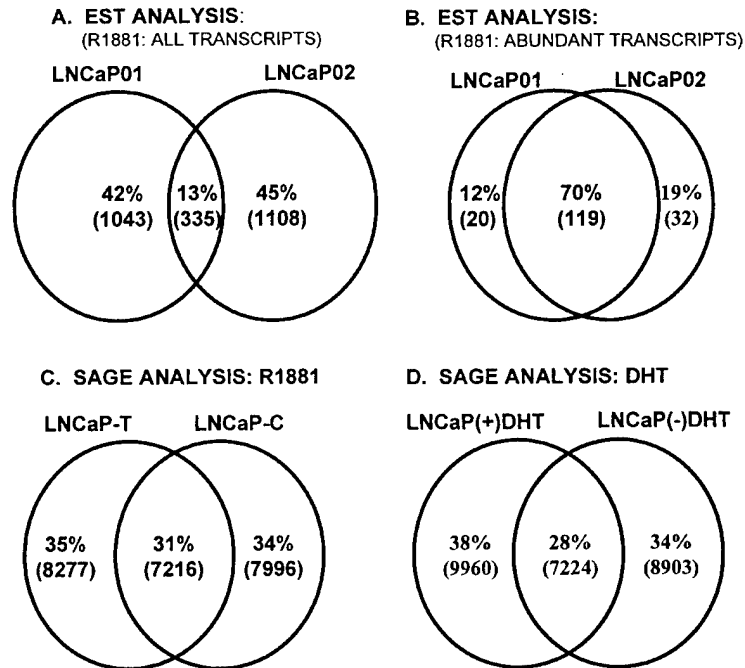 A. EST ANALYSIS:
(R1881: ALL TRANSCRIPTS)
LNCaP01
LNCaP02
42%
(1043)
13%
(335)
45%
(1108)
B. EST ANALYSIS:
(R1881: ABUNDANT TRANSCRIPTS)
LNCaP01
LNCaP02
12%
(20)
70%
(119)
19%
(32)
C. SAGE ANALYSIS: R1881
LNCaP-T
LNCaP-C
35%
(8277)
31%
(7216)
34%
(7996)
D. SAGE ANALYSIS: DHT
LNCaP(+)DHT
LNCaP(-)DHT
38%
(9960)
28%
(7224)
34%
(8903)